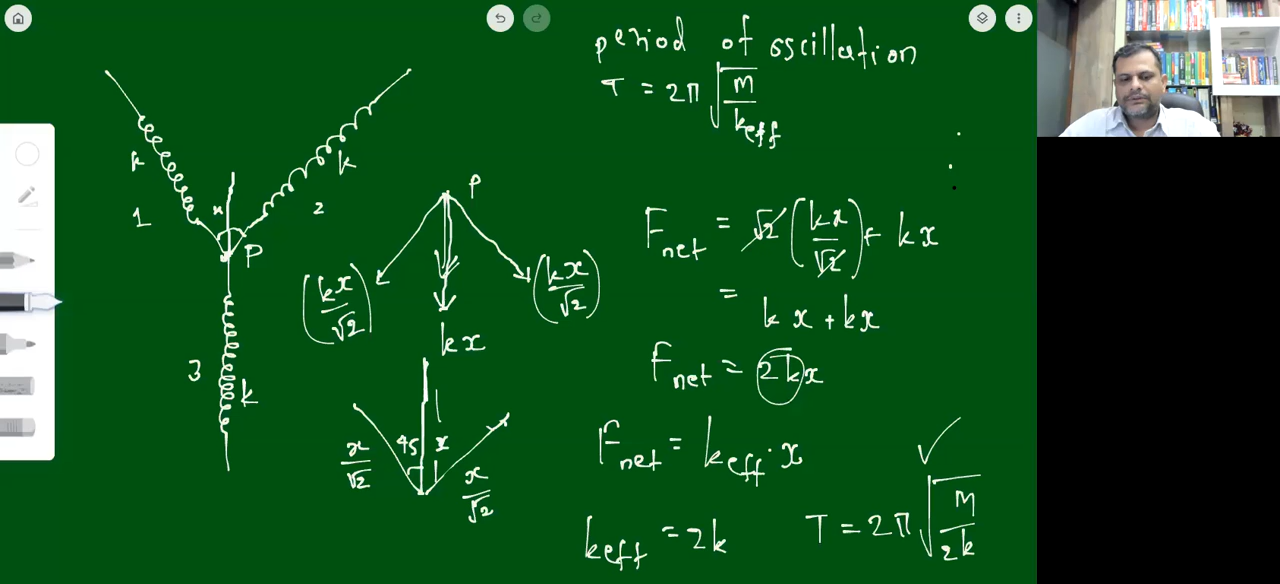 period of oscillation
T = 2π √(m/keff)
k
k
1
x
2
P
3
k
P
(kx/√2)
(kx/√2)
kx
45
x
x/√2
x/√2
Fnet = √2 (kx/√2) + kx
= kx + kx
Fnet = 2kx
Fnet = keff · x
keff = 2k
T = 2π √(M/2k)